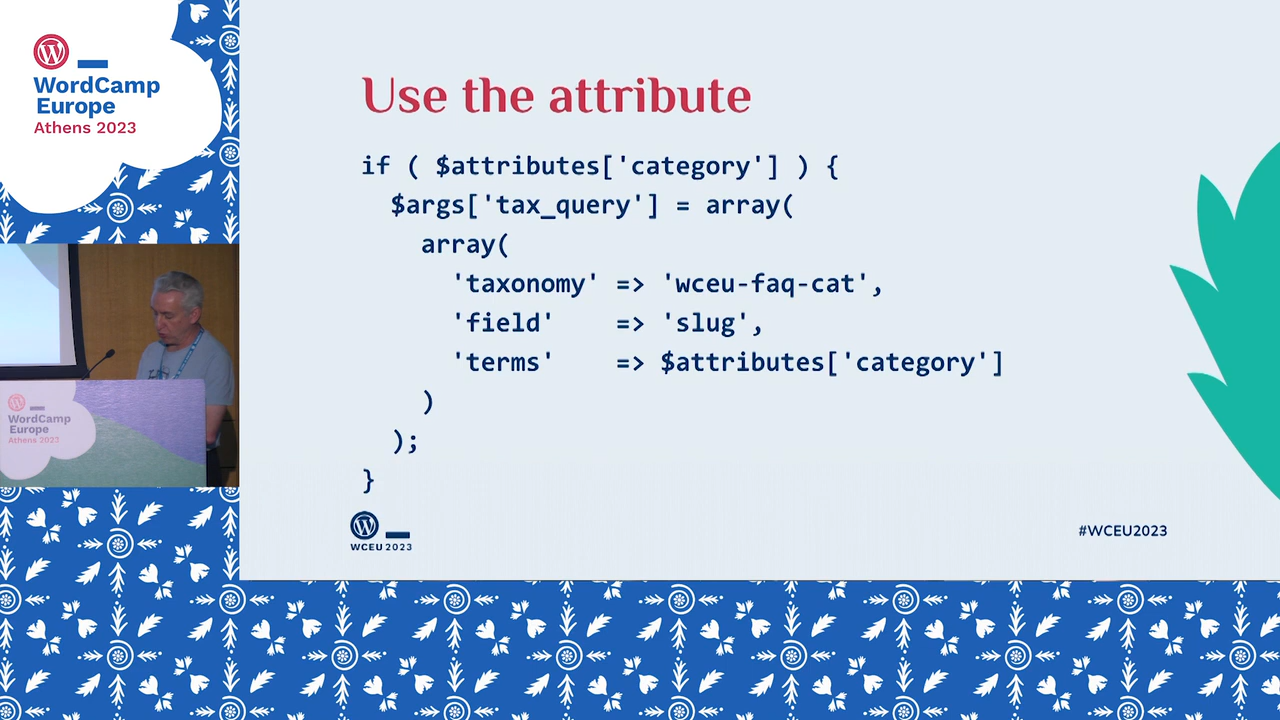 WordCamp
Europe
Athens 2023
Use the attribute
if ( $attributes['category'] ) {
  $args['tax_query'] = array(
    array(
      'taxonomy' => 'wceu-faq-cat',
      'field'    => 'slug',
      'terms'    => $attributes['category']
    )
  );
}
WCEU 2023
#WCEU2023
WordCamp
Europe
Athens 2023